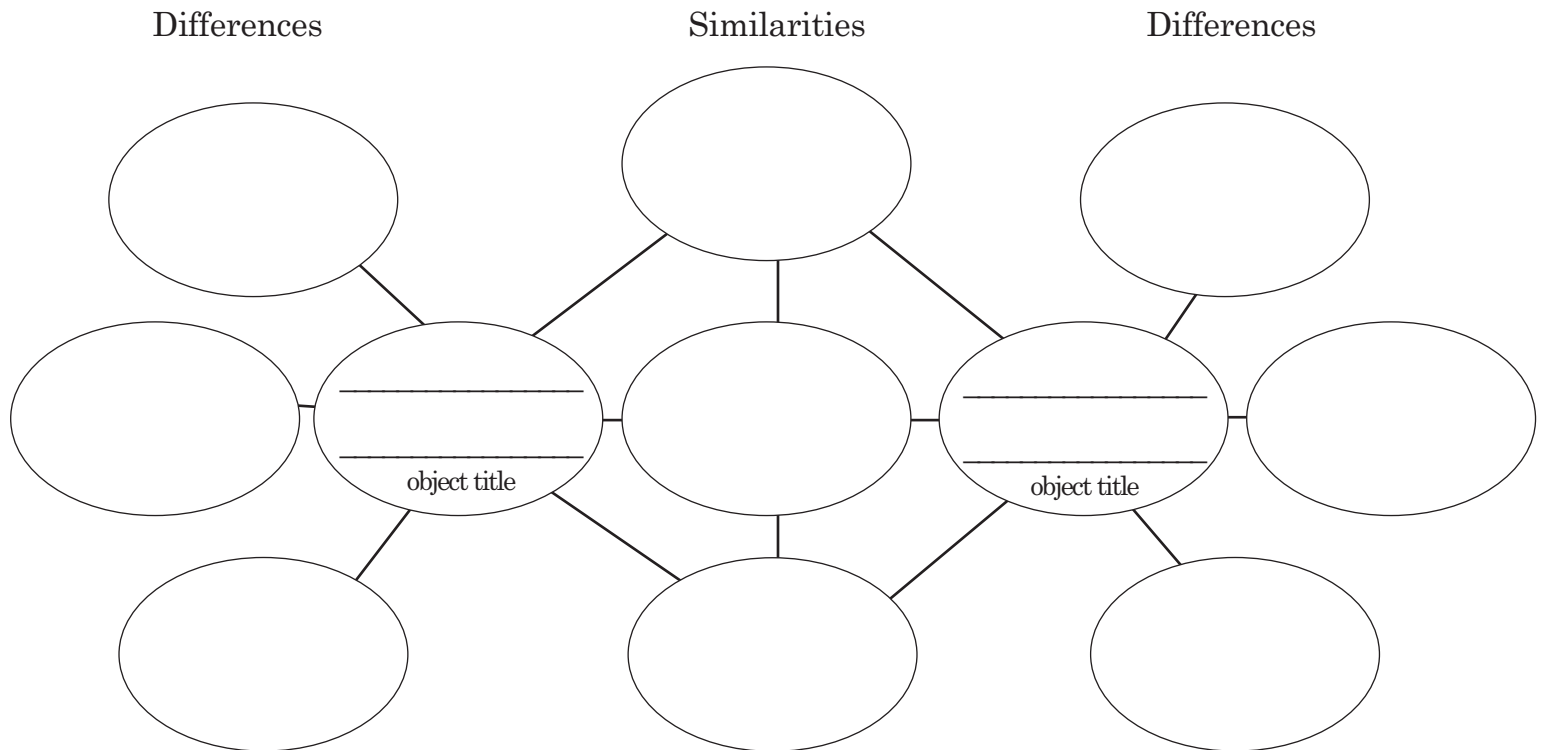 Differences
Similarities
Differences
object title
object title